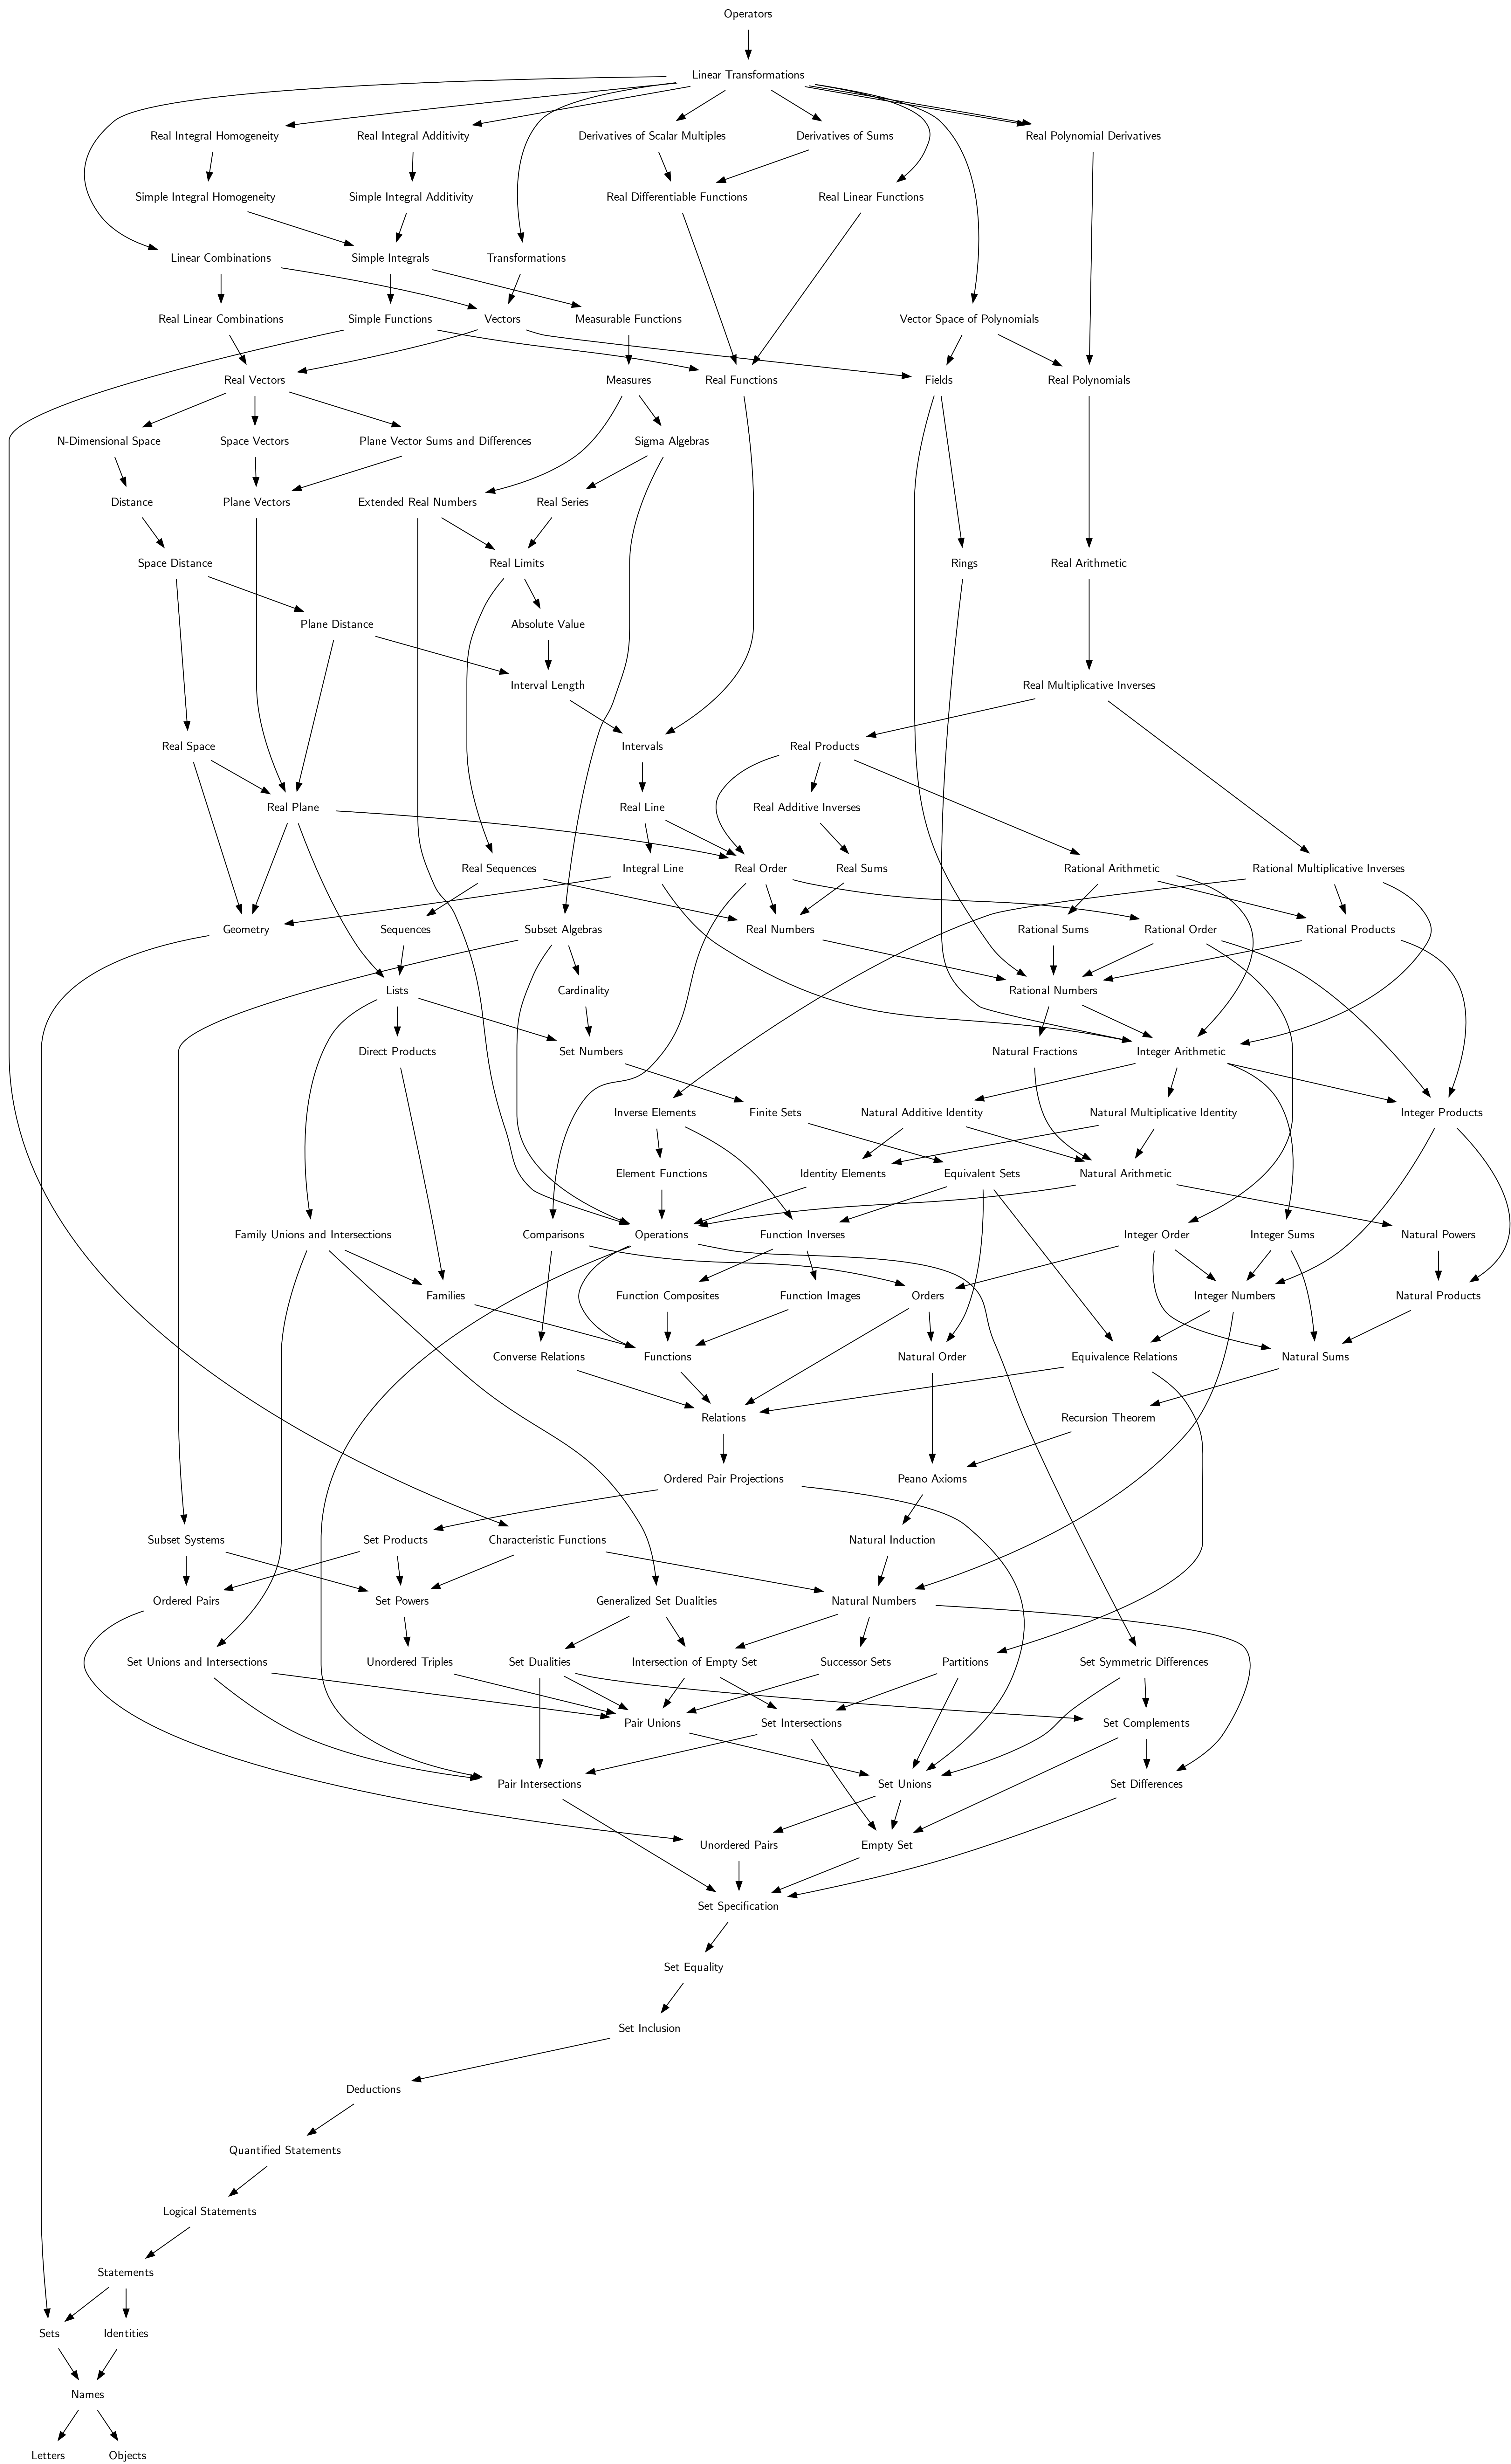 Operators
Linear Transformations
Real Integral Homogeneity
Real Integral Additivity
Derivatives of Scalar Multiples
Derivatives of Sums
Real Polynomial Derivatives
Simple Integral Homogeneity
Simple Integral Additivity
Real Differentiable Functions
Real Linear Functions
Linear Combinations
Simple Integrals
Transformations
Real Linear Combinations
Simple Functions
Vectors
Measurable Functions
Vector Space of Polynomials
Real Vectors
Measures
Real Functions
Fields
Real Polynomials
N-Dimensional Space
Space Vectors
Plane Vector Sums and Differences
Sigma Algebras
Distance
Plane Vectors
Extended Real Numbers
Real Series
Space Distance
Real Limits
Rings
Real Arithmetic
Plane Distance
Absolute Value
Interval Length
Real Multiplicative Inverses
Real Space
Intervals
Real Products
Real Plane
Real Line
Real Additive Inverses
Real Sequences
Integral Line
Real Order
Real Sums
Rational Arithmetic
Rational Multiplicative Inverses
Geometry
Sequences
Subset Algebras
Real Numbers
Rational Sums
Rational Order
Rational Products
Lists
Cardinality
Rational Numbers
Direct Products
Set Numbers
Natural Fractions
Integer Arithmetic
Inverse Elements
Finite Sets
Natural Additive Identity
Natural Multiplicative Identity
Integer Products
Element Functions
Identity Elements
Equivalent Sets
Natural Arithmetic
Family Unions and Intersections
Comparisons
Operations
Function Inverses
Integer Order
Integer Sums
Natural Powers
Families
Function Composites
Function Images
Orders
Integer Numbers
Natural Products
Converse Relations
Functions
Natural Order
Equivalence Relations
Natural Sums
Relations
Recursion Theorem
Ordered Pair Projections
Peano Axioms
Subset Systems
Set Products
Characteristic Functions
Natural Induction
Ordered Pairs
Set Powers
Generalized Set Dualities
Natural Numbers
Set Unions and Intersections
Unordered Triples
Set Dualities
Intersection of Empty Set
Successor Sets
Partitions
Set Symmetric Differences
Pair Unions
Set Intersections
Set Complements
Pair Intersections
Set Unions
Set Differences
Unordered Pairs
Empty Set
Set Specification
Set Equality
Set Inclusion
Deductions
Quantified Statements
Logical Statements
Statements
Sets
Identities
Names
Letters
Objects